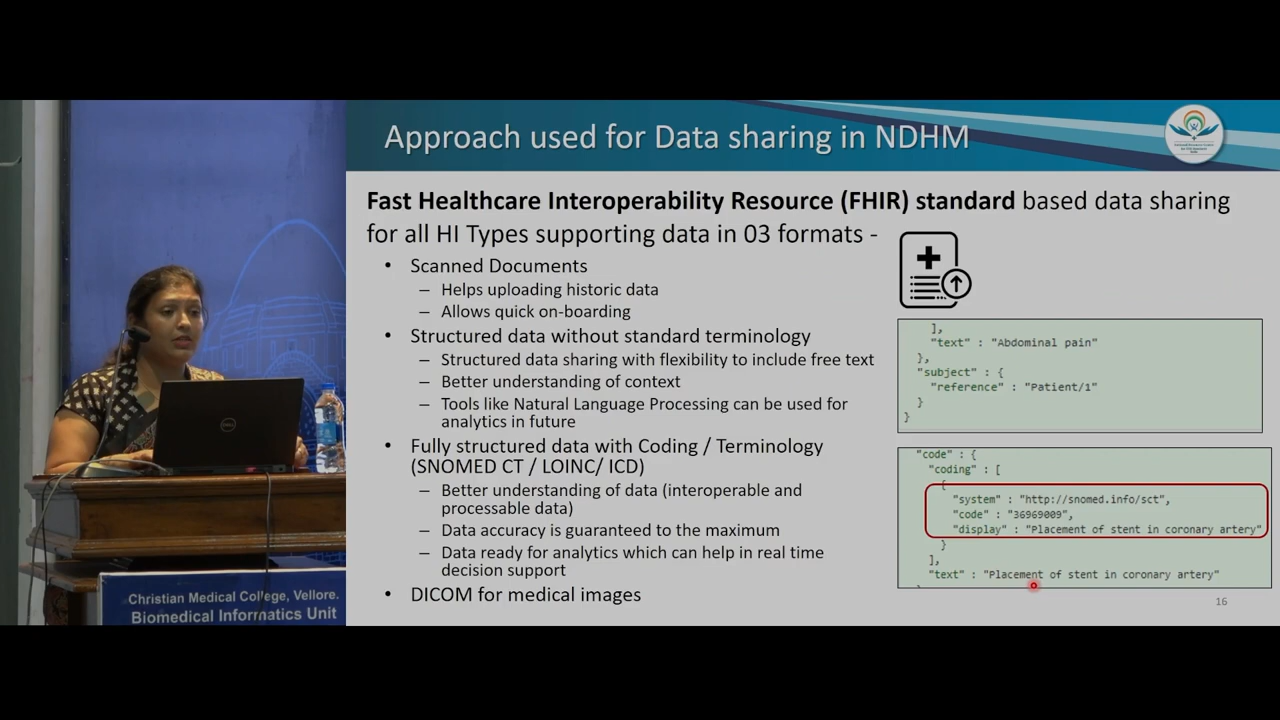 Approach used for Data sharing in NDHM
Fast Healthcare Interoperability Resource (FHIR) standard based data sharing
for all HI Types supporting data in 03 formats -
• Scanned Documents
– Helps uploading historic data
– Allows quick on-boarding
• Structured data without standard terminology
– Structured data sharing with flexibility to include free text
– Better understanding of context
– Tools like Natural Language Processing can be used for
analytics in future
• Fully structured data with Coding / Terminology
(SNOMED CT / LOINC/ ICD)
– Better understanding of data (interoperable and
processable data)
– Data accuracy is guaranteed to the maximum
– Data ready for analytics which can help in real time
decision support
• DICOM for medical images
],
"text" : "Abdominal pain"
},
"subject" : {
"reference" : "Patient/1"
}
}
"code" : {
"coding" : [
{
"system" : "http://snomed.info/sct",
"code" : "36969009",
"display" : "Placement of stent in coronary artery"
}
],
"text" : "Placement of stent in coronary artery"
16
DELL
Christian Medical College, Vellore.
Biomedical Informatics Unit